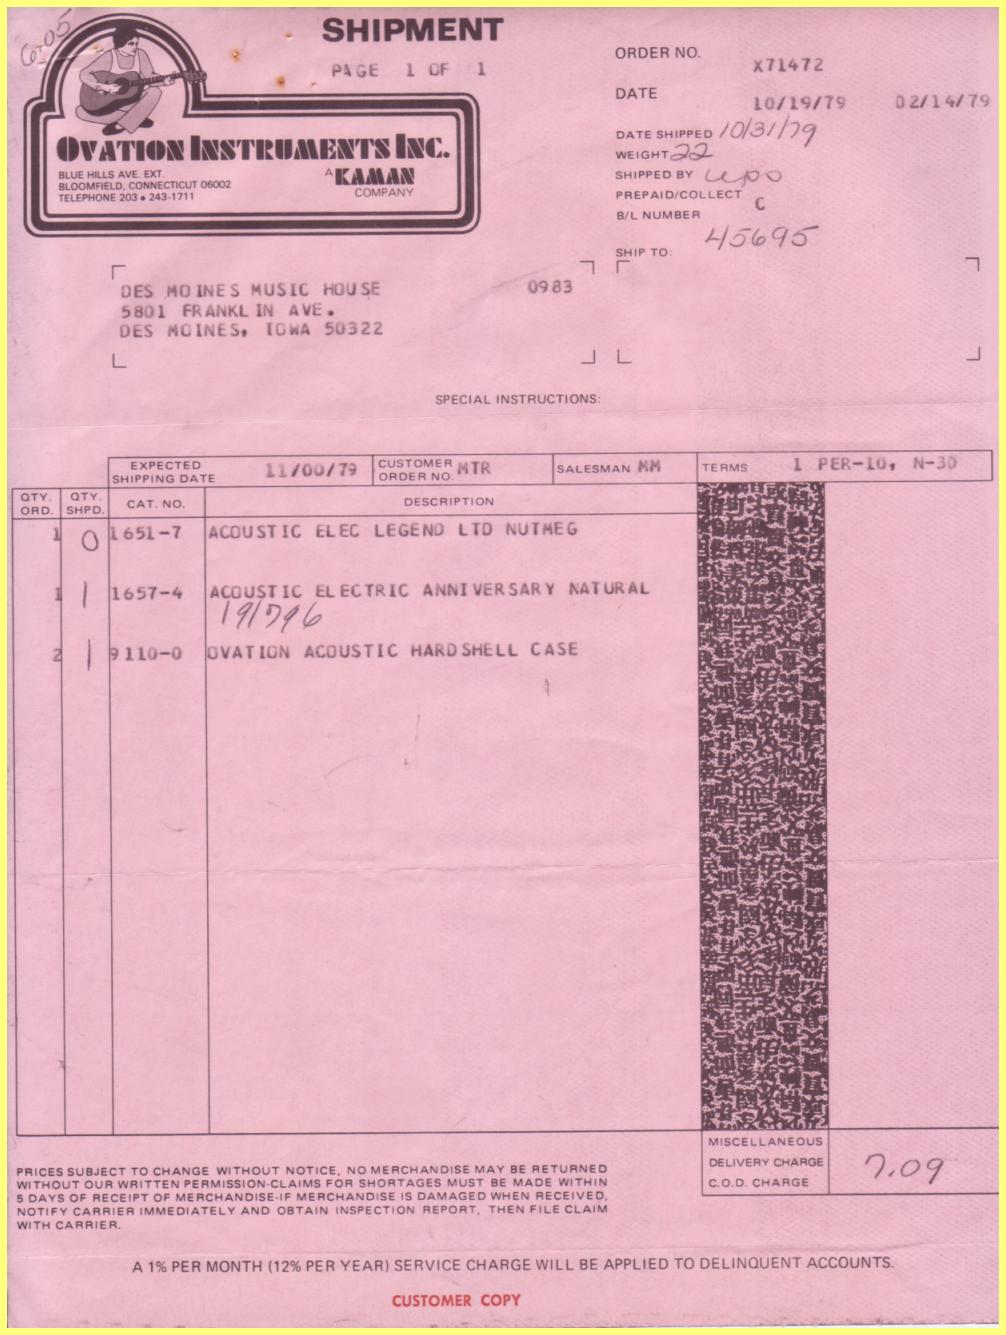 6-05
SHIPMENT
PAGE 1 OF 1
OVATION INSTRUMENTS INC.
BLUE HILLS AVE. EXT.
BLOOMFIELD, CONNECTICUT 06002
TELEPHONE 203 • 243-1711
A KAMAN COMPANY
ORDER NO. X71472
DATE 10/19/79 02/14/79
DATE SHIPPED 10/31/79
WEIGHT 22
SHIPPED BY ups
PREPAID/COLLECT C
B/L NUMBER 45695
SHIP TO:
DES MOINES MUSIC HOUSE 0983
5801 FRANKLIN AVE.
DES MOINES, IOWA 50322
SPECIAL INSTRUCTIONS:
EXPECTED SHIPPING DATE 11/00/79 CUSTOMER ORDER NO. MTR SALESMAN MM TERMS 1 PER-10, N-30
QTY. ORD. QTY. SHPD. CAT. NO. DESCRIPTION
1 0 1651-7 ACOUSTIC ELEC LEGEND LTD NUTMEG
1 1 1657-4 ACOUSTIC ELECTRIC ANNIVERSARY NATURAL
191796
2 1 9110-0 OVATION ACOUSTIC HARDSHELL CASE
MISCELLANEOUS
DELIVERY CHARGE 7.09
C.O.D. CHARGE
PRICES SUBJECT TO CHANGE WITHOUT NOTICE, NO MERCHANDISE MAY BE RETURNED
WITHOUT OUR WRITTEN PERMISSION-CLAIMS FOR SHORTAGES MUST BE MADE WITHIN
5 DAYS OF RECEIPT OF MERCHANDISE-IF MERCHANDISE IS DAMAGED WHEN RECEIVED,
NOTIFY CARRIER IMMEDIATELY AND OBTAIN INSPECTION REPORT, THEN FILE CLAIM
WITH CARRIER.
A 1% PER MONTH (12% PER YEAR) SERVICE CHARGE WILL BE APPLIED TO DELINQUENT ACCOUNTS.
CUSTOMER COPY